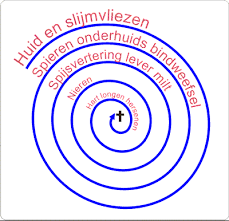 Huid en slijmvliezen
Spieren onderhuids bindweefsel
Spijsvertering lever milt
Nieren
Hart longen hersenen